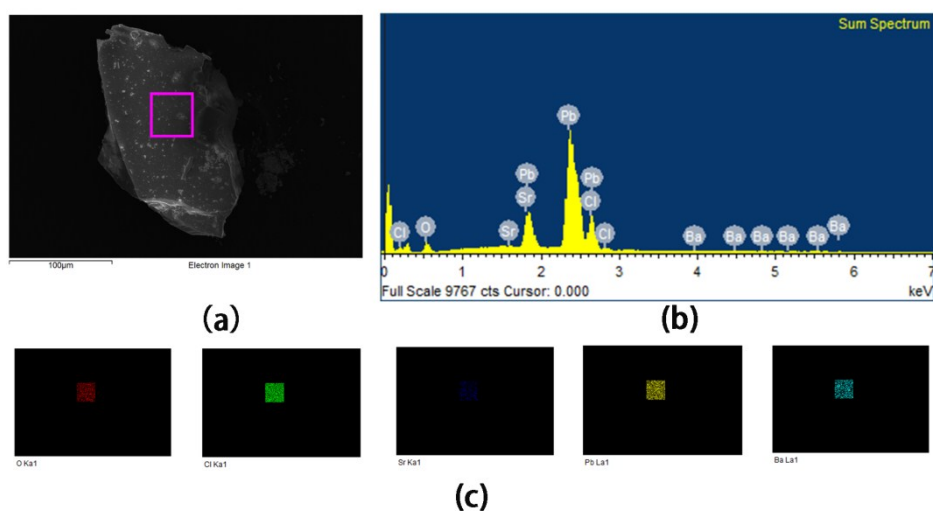 Sum Spectrum
Pb
Pb
Pb
Sr
Cl
Cl
O
Sr
Cl
Ba
Ba
Ba
Ba
Ba
Ba
0 1 2 3 4 5 6 7
Full Scale 9767 cts Cursor: 0.000 keV
100μm
Electron Image 1
(a)
(b)
O Ka1
Cl Ka1
Sr Ka1
Pb La1
Ba La1
(c)